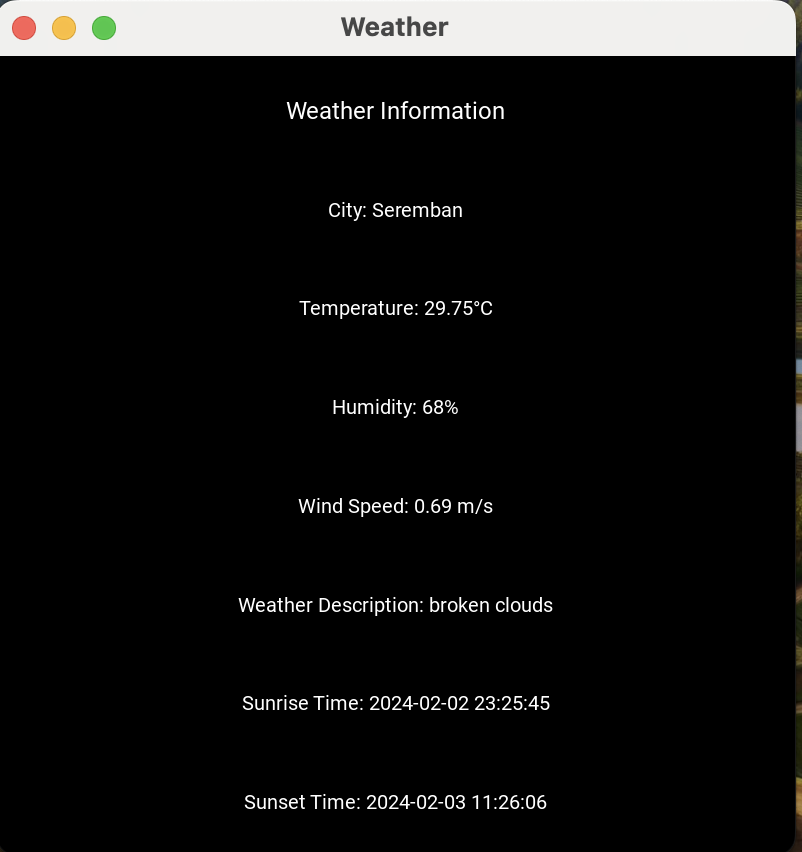 Weather
Weather Information
City: Seremban
Temperature: 29.75°C
Humidity: 68%
Wind Speed: 0.69 m/s
Weather Description: broken clouds
Sunrise Time: 2024-02-02 23:25:45
Sunset Time: 2024-02-03 11:26:06